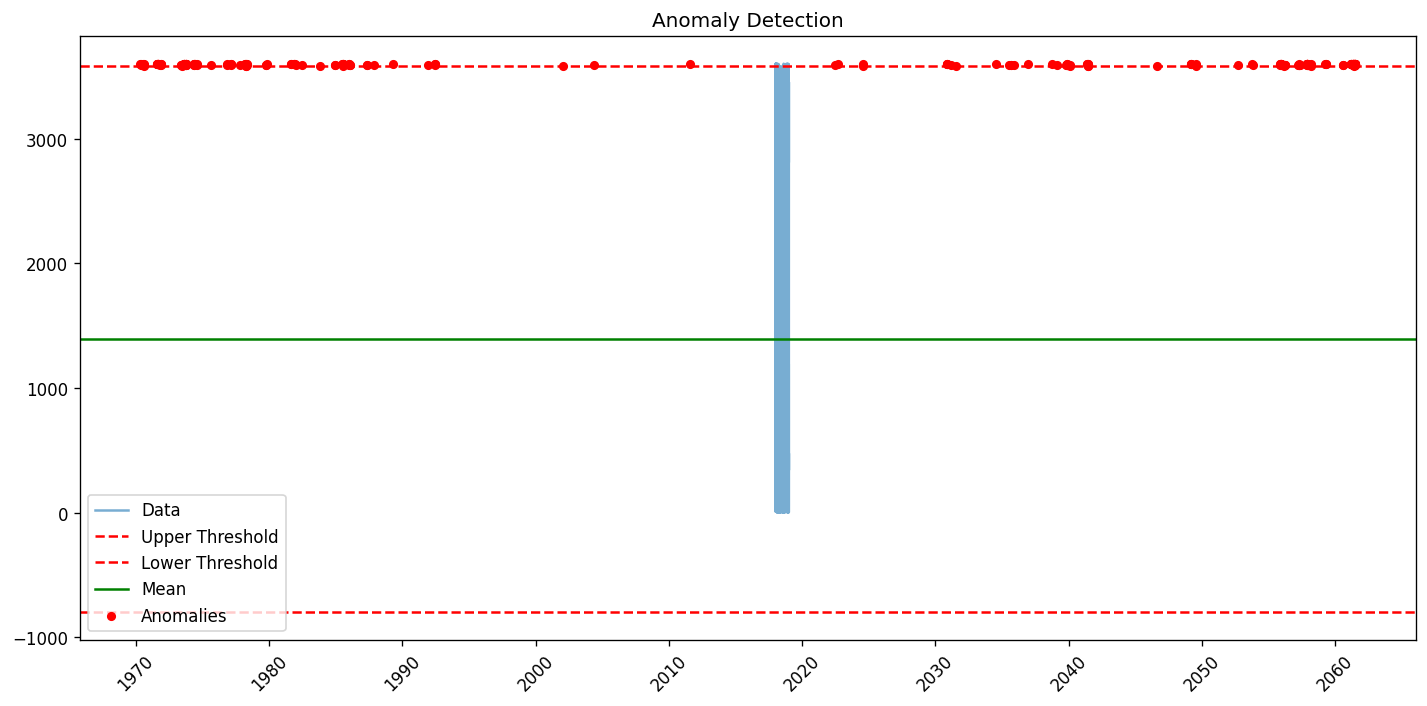 Anomaly Detection
3000
2000
1000
0
−1000
Data
Upper Threshold
Lower Threshold
Mean
Anomalies
1970 1980 1990 2000 2010 2020 2030 2040 2050 2060